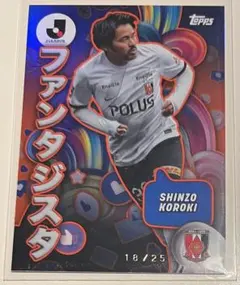 topps
J.LEAGUE
ファンタジスタ
POLUS
SHINZO
KOROKI
18/25